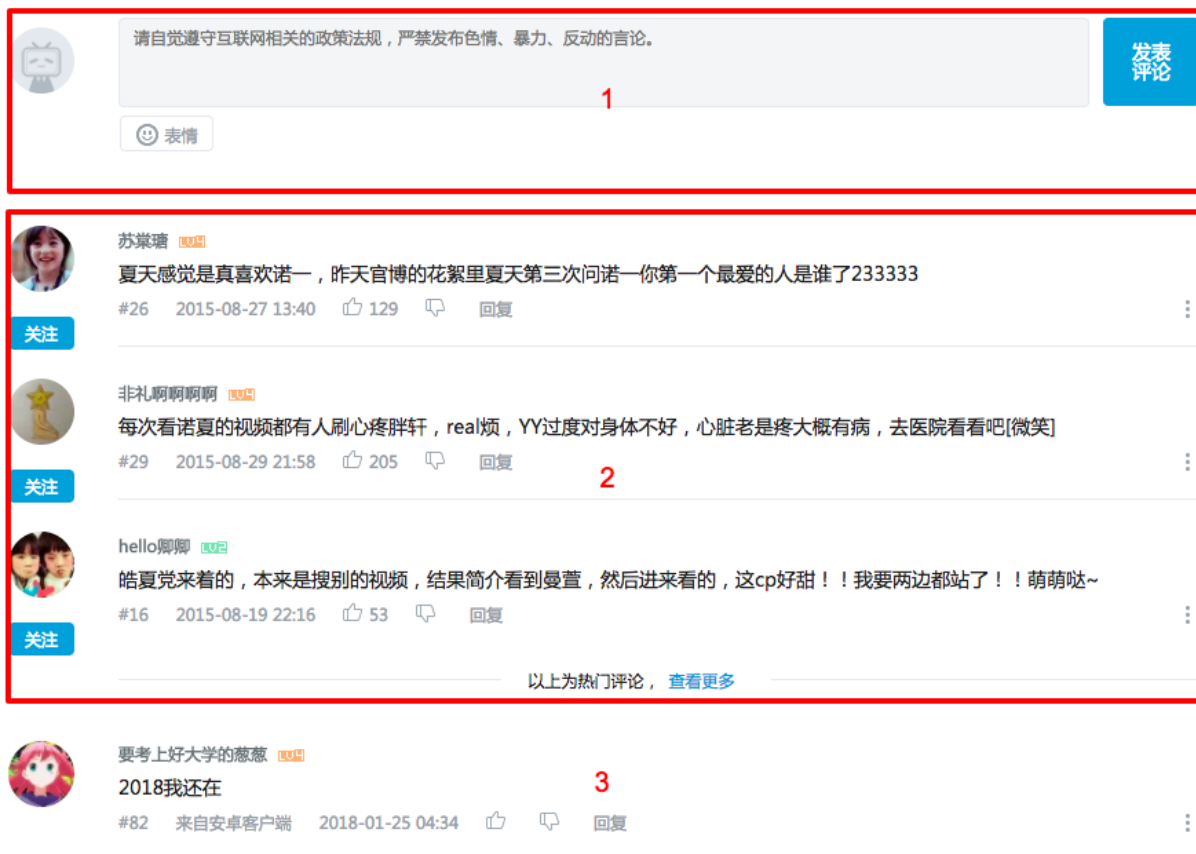 请自觉遵守互联网相关的政策法规，严禁发布色情、暴力、反动的言论。
发表
评论
1
表情
苏棠瑭 LV4
夏天感觉是真喜欢诺一，昨天官博的花絮里夏天第三次问诺一你第一个最爱的人是谁了233333
#26 2015-08-27 13:40 129 回复
关注
非礼啊啊啊啊 LV4
每次看诺夏的视频都有人刷心疼胖轩，real烦，YY过度对身体不好，心脏老是疼大概有病，去医院看看吧[微笑]
#29 2015-08-29 21:58 205 回复
2
关注
hello卿卿 LV2
皓夏党来着的，本来是搜别的视频，结果简介看到曼萱，然后进来看的，这cp好甜！！我要两边都站了！！萌萌哒~
#16 2015-08-19 22:16 53 回复
关注
以上为热门评论， 查看更多
要考上好大学的葱葱 LV4
2018我还在
3
#82 来自安卓客户端 2018-01-25 04:34 回复